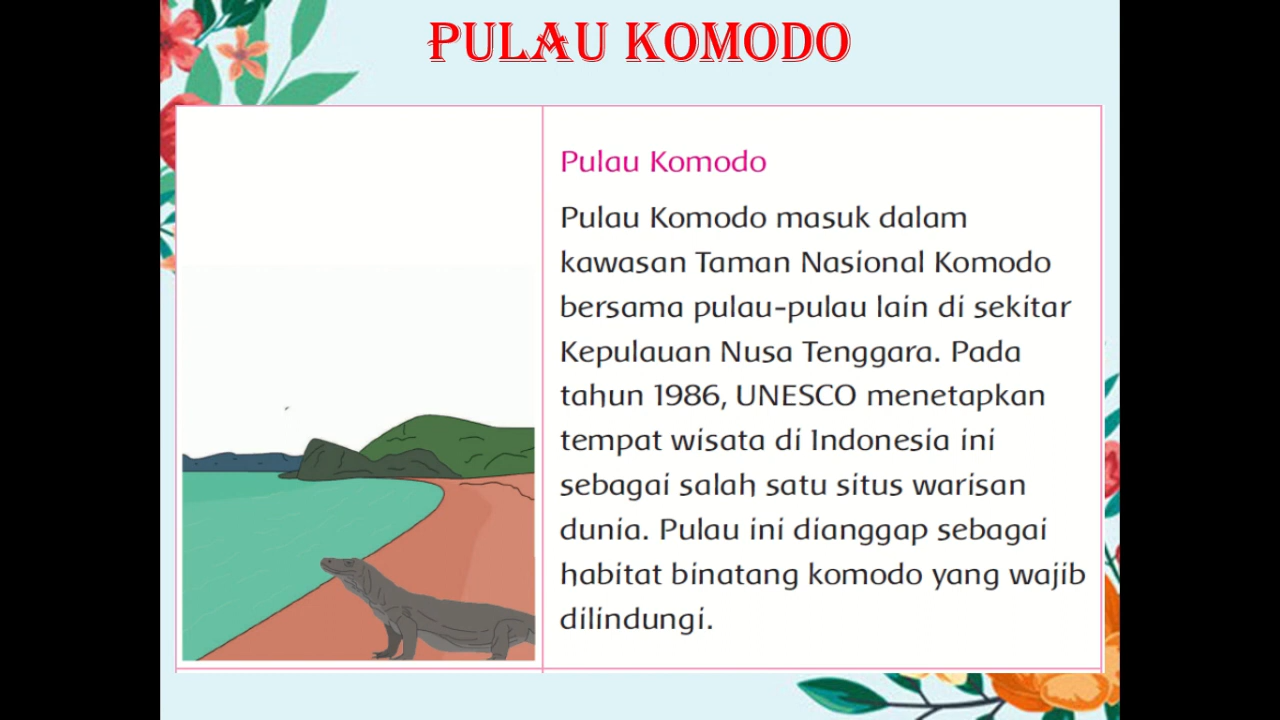 PULAU KOMODO
Pulau Komodo
Pulau Komodo masuk dalam
kawasan Taman Nasional Komodo
bersama pulau-pulau lain di sekitar
Kepulauan Nusa Tenggara. Pada
tahun 1986, UNESCO menetapkan
tempat wisata di Indonesia ini
sebagai salah satu situs warisan
dunia. Pulau ini dianggap sebagai
habitat binatang komodo yang wajib
dilindungi.